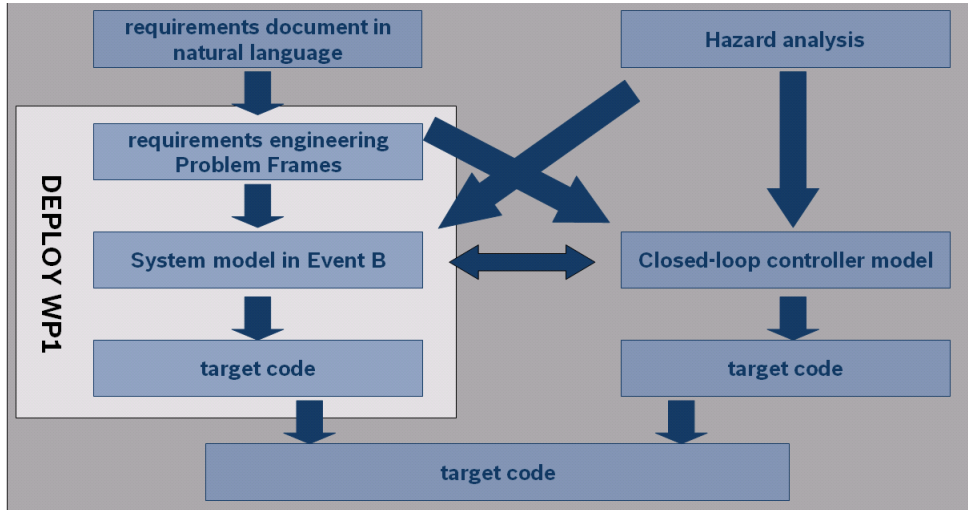 requirements document in
natural language
Hazard analysis
requirements engineering
Problem Frames
DEPLOY WP1
System model in Event B
Closed-loop controller model
target code
target code
target code